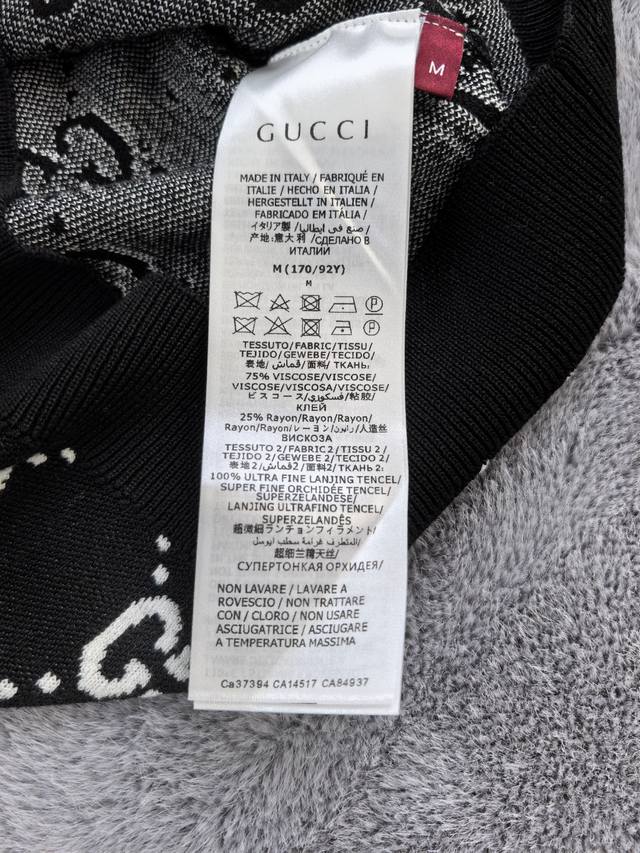 M
GUCCI
MADE IN ITALY / FABRIQUÉ EN
ITALIE / HECHO EN ITALIA /
HERGESTELLT IN ITALIEN /
FABRICADO EM ITÁLIA /
イタリア製 / صنع في ايطاليا /
产地:意大利 /СДЕЛАНО В
ИТАЛИИ
M (170/92Y)
M
TESSUTO/FABRIC/TISSU/
TEJIDO/GEWEBE/TECIDO/
表地/قماش/面料/ТКАНЬ:
75% VISCOSE/VISCOSE/
VISCOSE/VISCOSA/VISCOSE/
ビスコース/فسكوزي/粘胶/
КЛЕЙ
25% Rayon/Rayon/Rayon/
Rayon/Rayon/レーヨン/رايون/人造丝
ВИСКОЗА
TESSUTO 2/FABRIC 2/TISSU 2/
TEJIDO 2/GEWEBE 2/TECIDO 2/
表地2/قماش2/面料2/ТКАНЬ 2:
100% ULTRA FINE LANJING TENCEL/
SUPER FINE ORCHIDÉE TENCEL/
SUPERZELANDESE/
LANJING ULTRAFINO TENCEL/
SUPERZELANDÊS
超微細ランチョンフィラメント/
超细兰精天丝/
СУПЕРТОНКАЯ ОРХИДЕЯ/
NON LAVARE / LAVARE A
ROVESCIO / NON TRATTARE
CON / CLORO / NON USARE
ASCIUGATRICE / ASCIUGARE
A TEMPERATURA MASSIMA
Ca37394 CA14517 CA84937